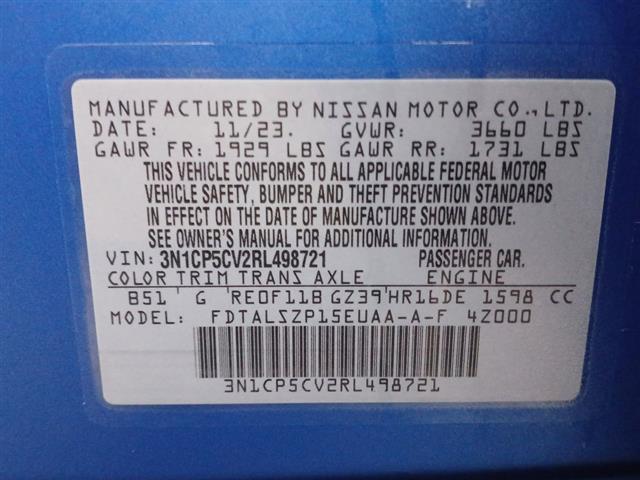 MANUFACTURED BY NISSAN MOTOR CO.,LTD.
DATE: 11/23. GVWR: 3660 LBS
GAWR FR: 1929 LBS GAWR RR: 1731 LBS
THIS VEHICLE CONFORMS TO ALL APPLICABLE FEDERAL MOTOR
VEHICLE SAFETY, BUMPER AND THEFT PREVENTION STANDARDS
IN EFFECT ON THE DATE OF MANUFACTURE SHOWN ABOVE.
SEE OWNER'S MANUAL FOR ADDITIONAL INFORMATION.
VIN: 3N1CP5CV2RL498721 PASSENGER CAR.
COLOR TRIM TRANS AXLE ENGINE
B51 G RE0F11B GZ39 HR16DE 1598 CC
MODEL: FDTALSZP15EUAA-A-F 4Z000
3N1CP5CV2RL498721